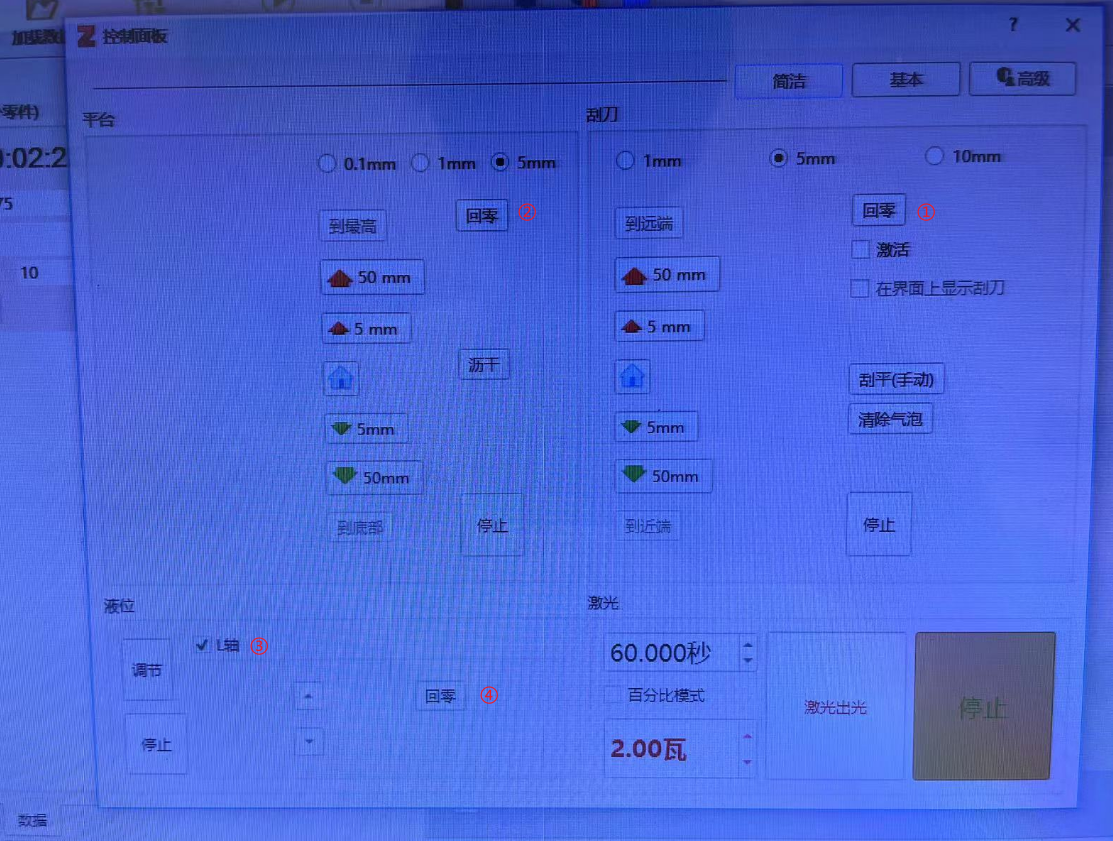 控制面板
?
×
简洁
基本
高级
零件)
0:02:2
75
10
平台
0.1mm
1mm
5mm
到最高
回零 ②
50 mm
5 mm
沥干
5mm
50mm
到底部
停止
刮刀
1mm
5mm
10mm
到远端
回零 ①
激活
50 mm
在界面上显示刮刀
5 mm
刮平(手动)
5mm
清除气泡
50mm
到近端
停止
液位
调节
L轴 ③
回零 ④
停止
激光
60.000秒
百分比模式
2.00瓦
激光出光
停止
数据